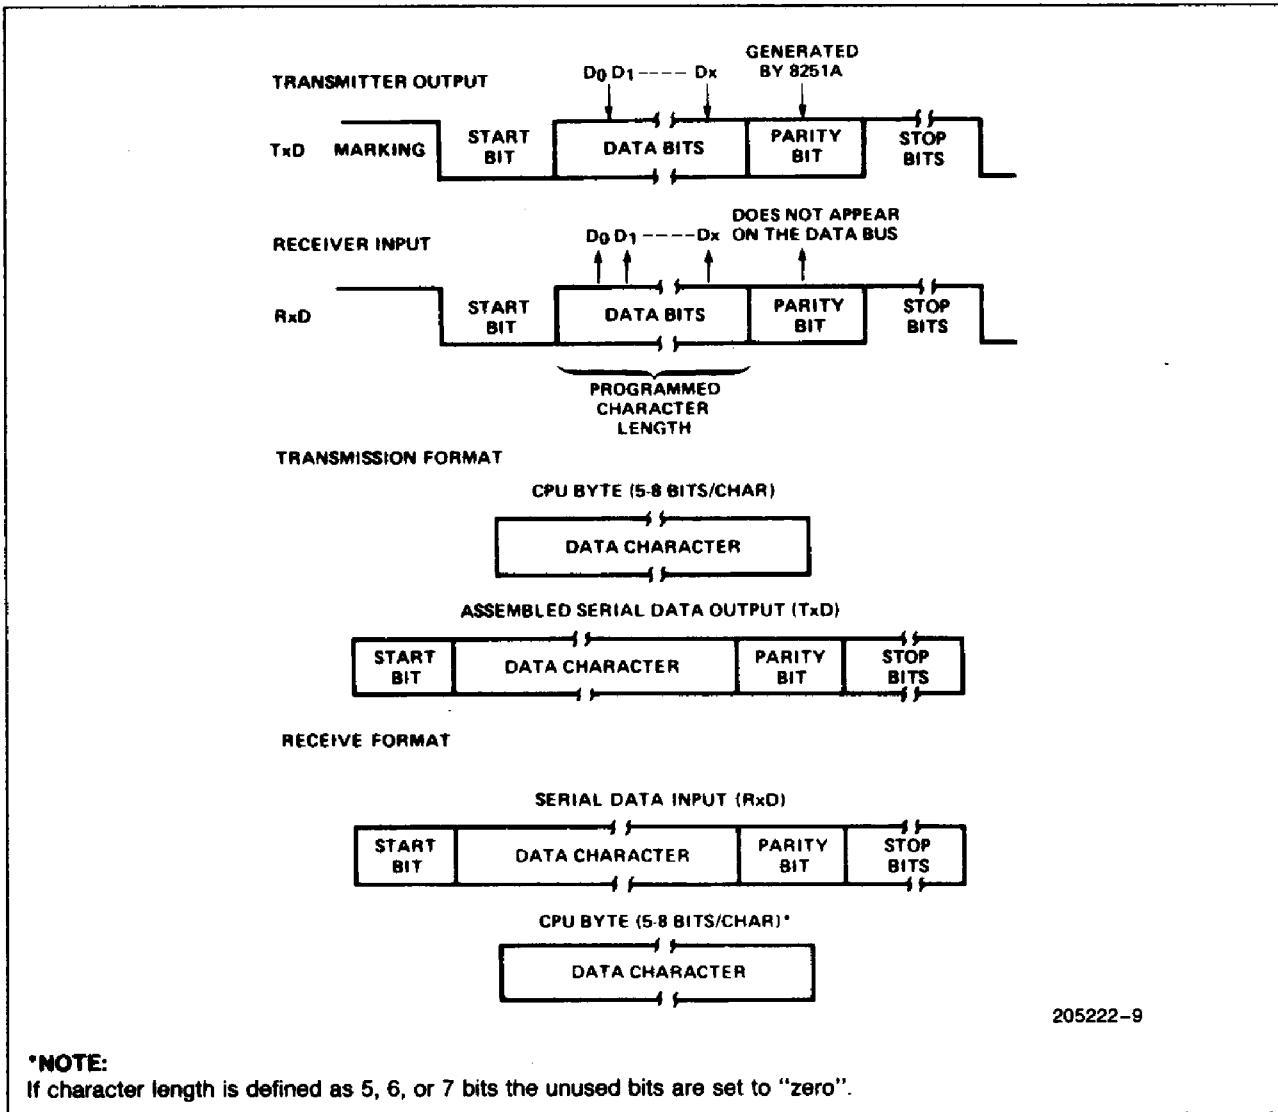 TRANSMITTER OUTPUT
D0 D1 ---- Dx
GENERATED
BY 8251A
TxD MARKING
START
BIT
DATA BITS
PARITY
BIT
STOP
BITS
RECEIVER INPUT
D0 D1 ----Dx
DOES NOT APPEAR
ON THE DATA BUS
RxD
START
BIT
DATA BITS
PARITY
BIT
STOP
BITS
PROGRAMMED
CHARACTER
LENGTH
TRANSMISSION FORMAT
CPU BYTE (5-8 BITS/CHAR)
DATA CHARACTER
ASSEMBLED SERIAL DATA OUTPUT (TxD)
START
BIT
DATA CHARACTER
PARITY
BIT
STOP
BITS
RECEIVE FORMAT
SERIAL DATA INPUT (RxD)
START
BIT
DATA CHARACTER
PARITY
BIT
STOP
BITS
CPU BYTE (5-8 BITS/CHAR)*
DATA CHARACTER
205222-9
*NOTE:
If character length is defined as 5, 6, or 7 bits the unused bits are set to "zero".